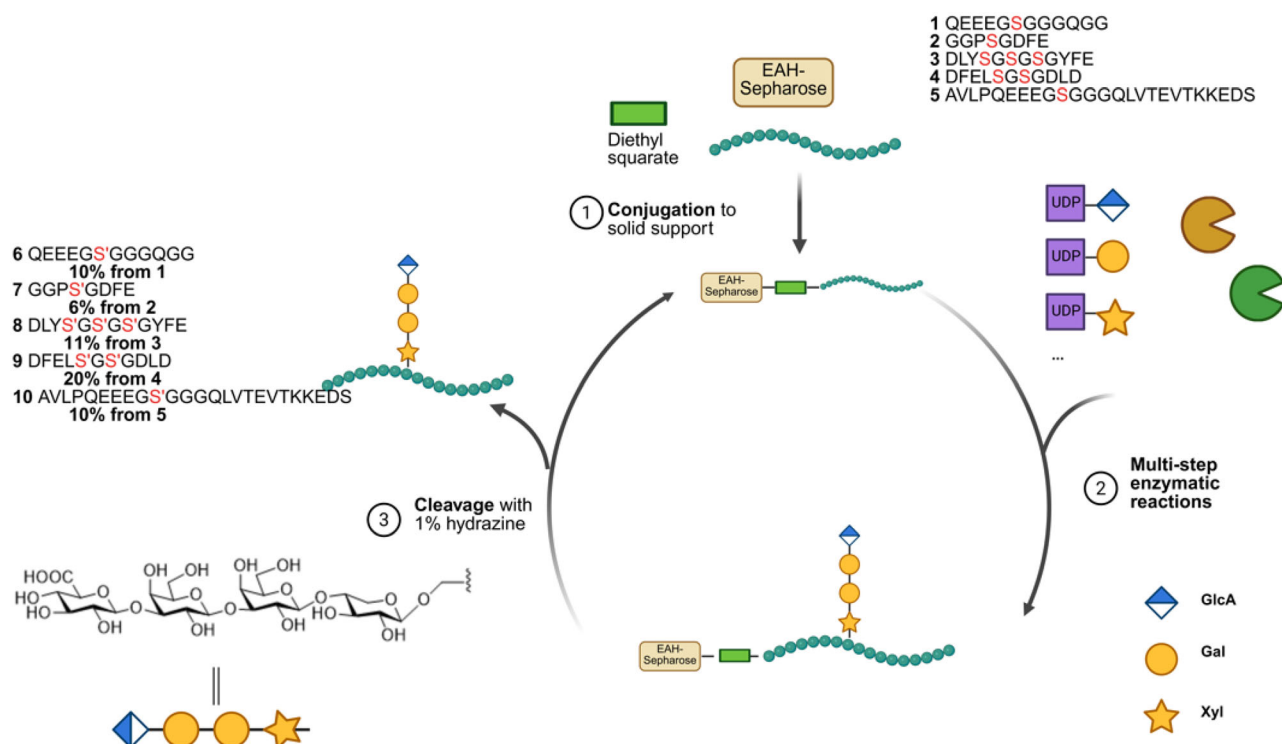 1 QEEEGSGGGQGG
2 GGPSGDFE
3 DLYSGSGSGYFE
4 DFELSGSGDLD
5 AVLPQEEEGSGGGQLVTEVTKKEDS
EAH-
Sepharose
Diethyl
squarate
1 Conjugation to
solid support
UDP
UDP
UDP
...
6 QEEEGS'GGGQGG
10% from 1
7 GGPS'GDFE
6% from 2
8 DLYS'GS'GS'GYFE
11% from 3
9 DFELS'GS'GDLD
20% from 4
10 AVLPQEEEGS'GGGQLVTEVTKKEDS
10% from 5
EAH-
Sepharose
2 Multi-step
enzymatic
reactions
3 Cleavage with
1% hydrazine
HOOC
HO
HO
OH
O
O
OH
OH
O
OH
O
OH
OH
O
OH
O
HO
O
OH
O
EAH-
Sepharose
GlcA
Gal
Xyl